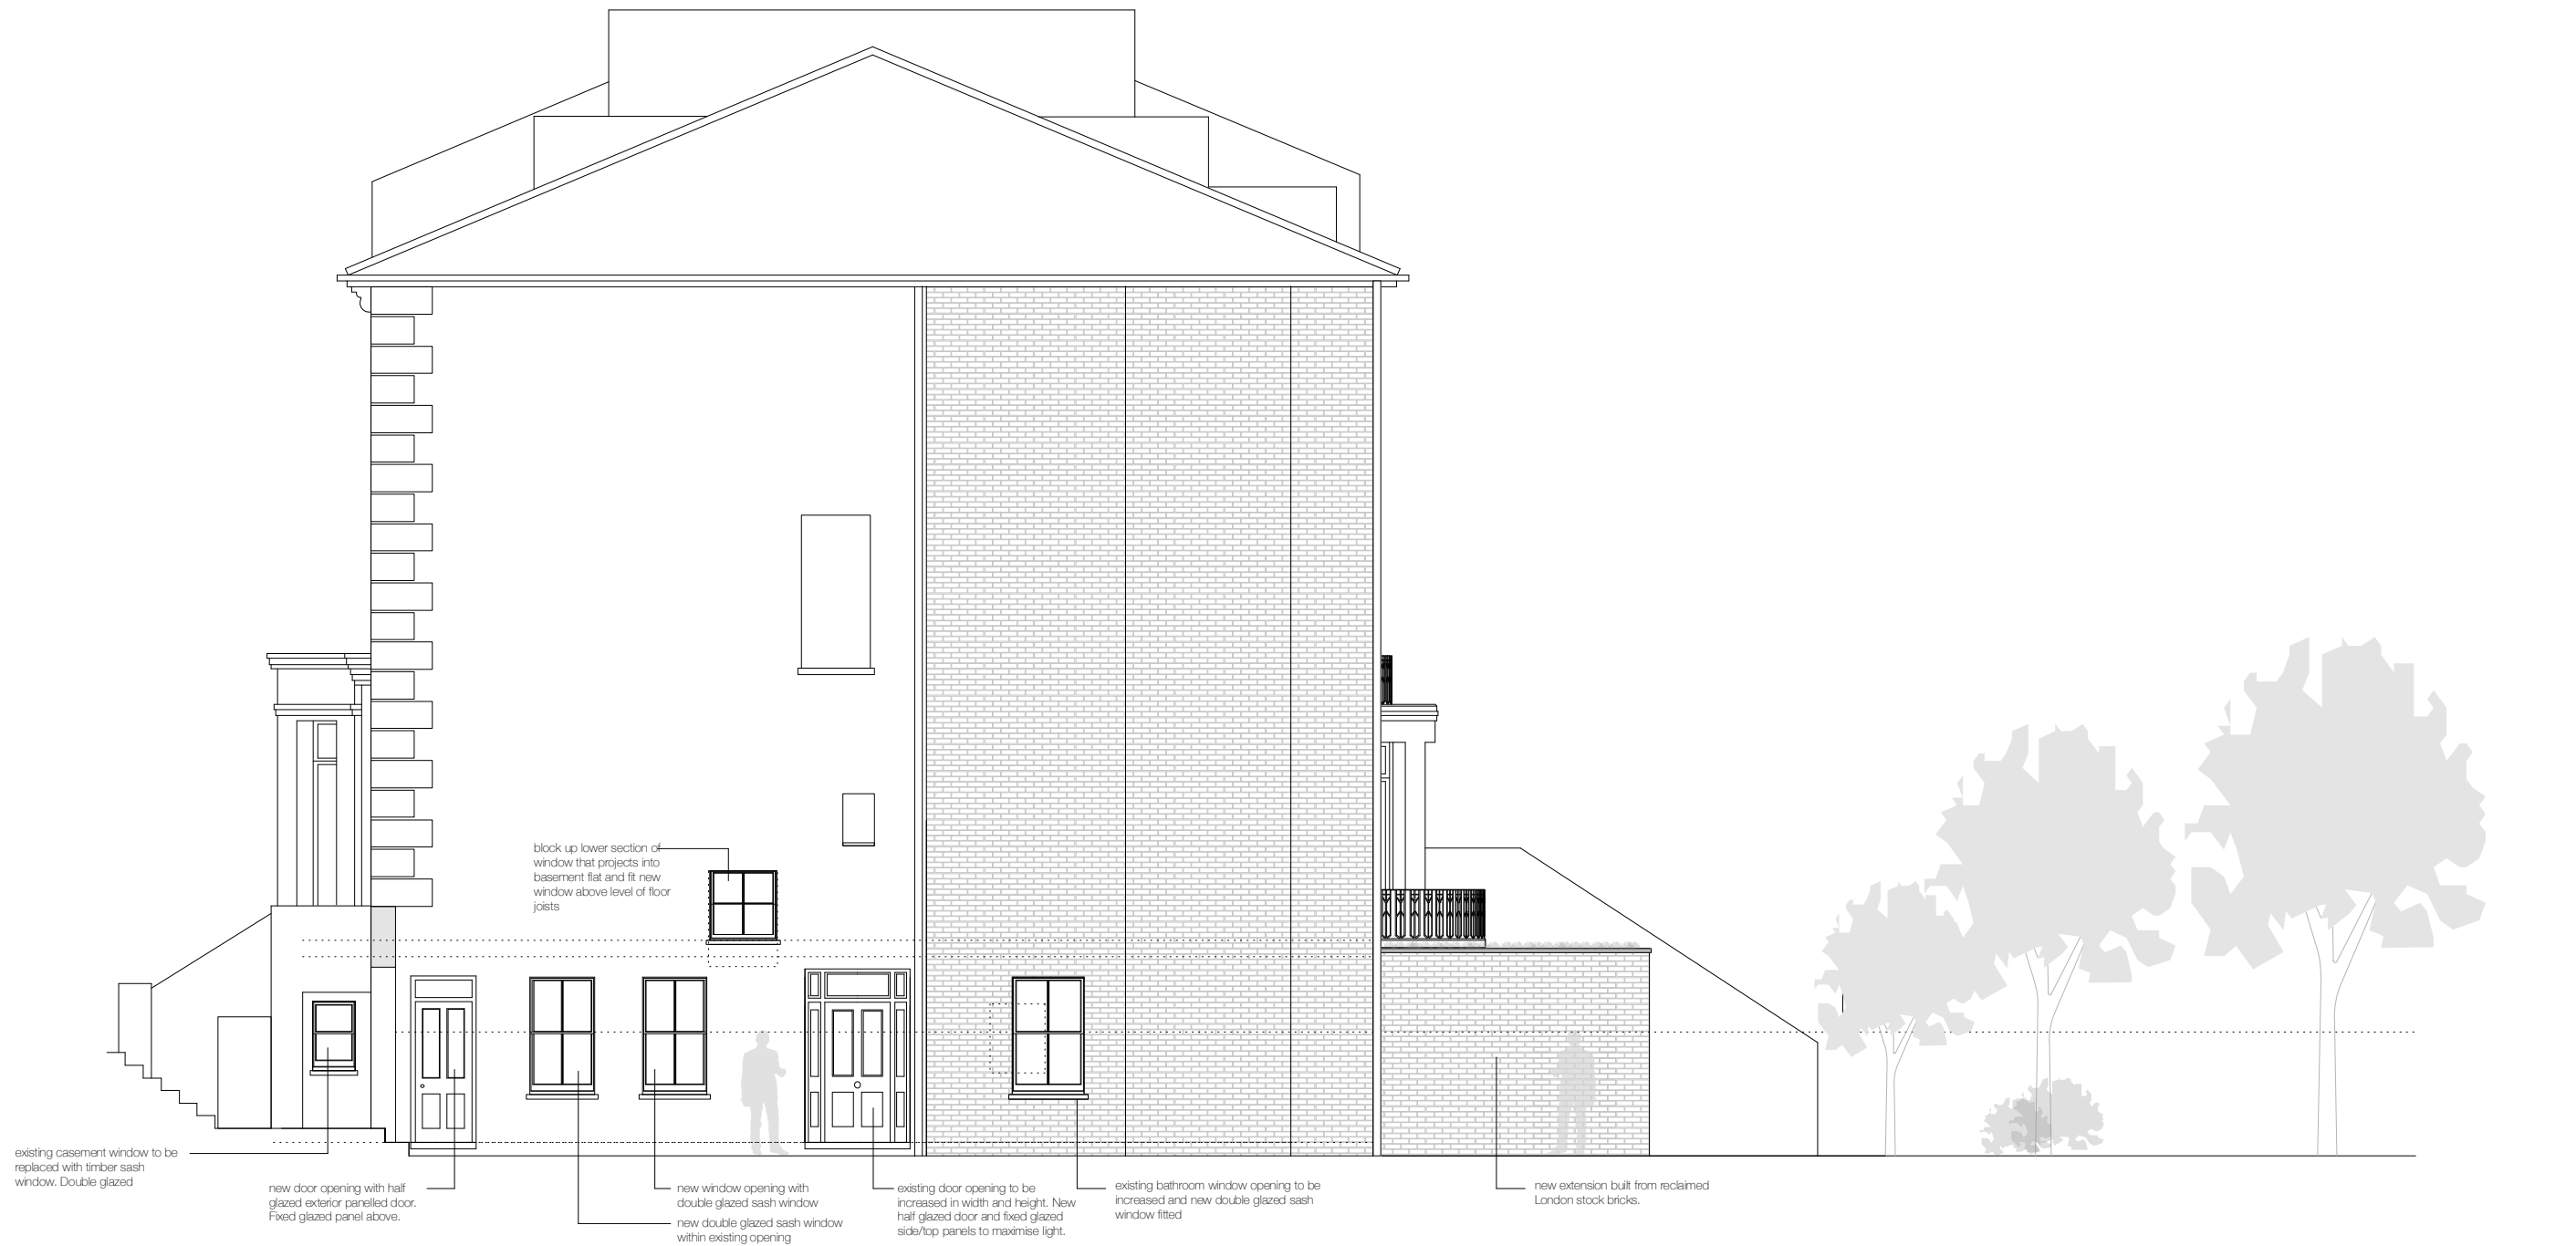 block up lower section of
window that projects into
basement flat and fit new
window above level of floor
joists
existing casement window to be
replaced with timber sash
window. Double glazed
new door opening with half
glazed exterior panelled door.
Fixed glazed panel above.
new window opening with
double glazed sash window
new double glazed sash window
within existing opening
existing door opening to be
increased in width and height. New
half glazed door and fixed glazed
side/top panels to maximise light.
existing bathroom window opening to be
increased and new double glazed sash
window fitted
new extension built from reclaimed
London stock bricks.